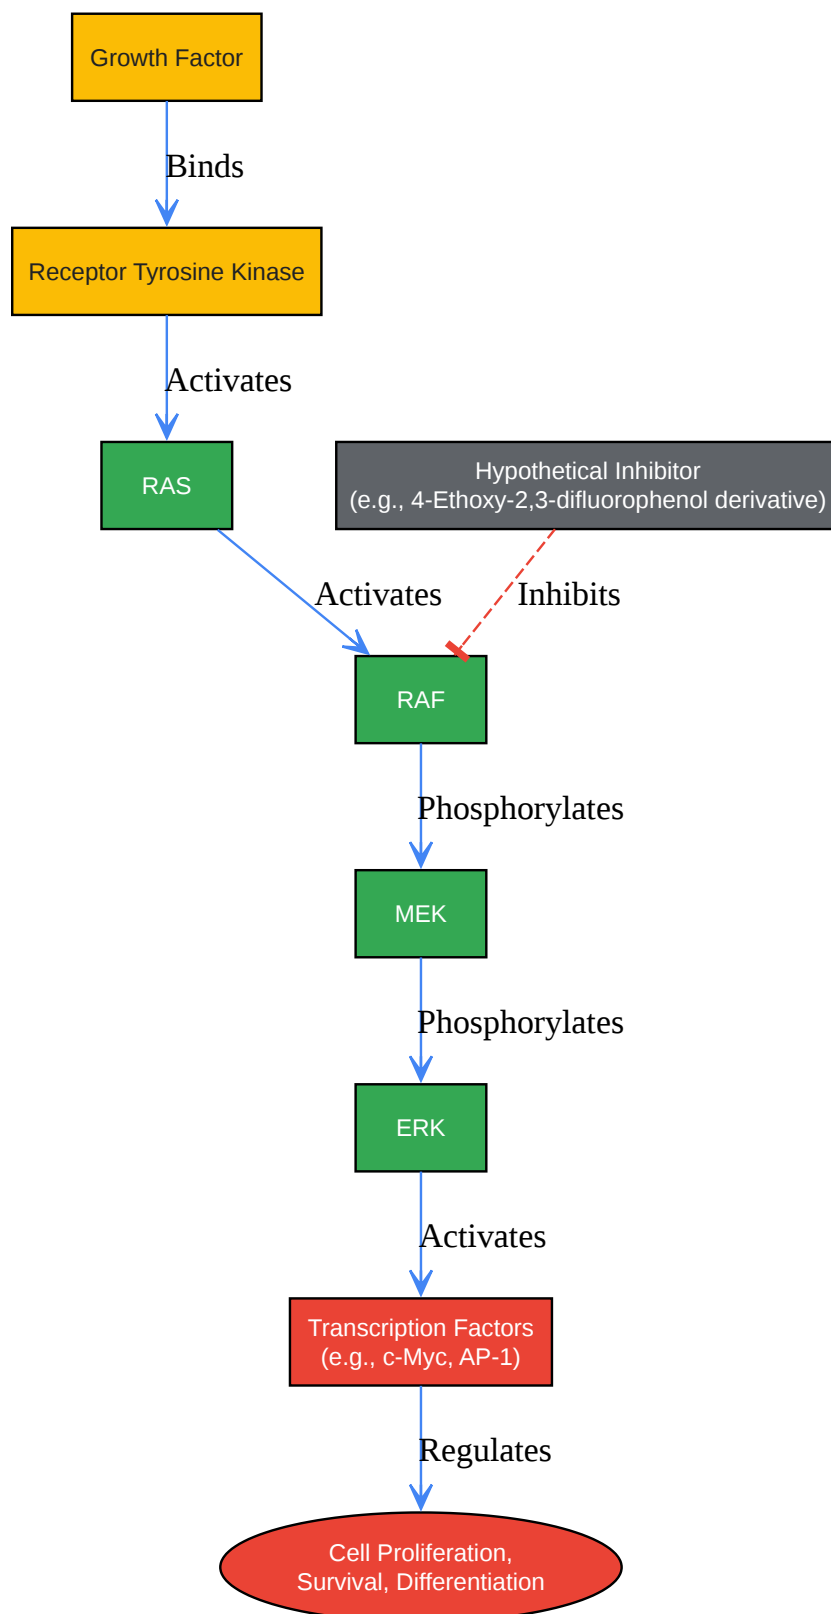 Growth Factor
Binds
Receptor Tyrosine Kinase
Activates
RAS
Hypothetical Inhibitor
(e.g., 4-Ethoxy-2,3-difluorophenol derivative)
Activates
Inhibits
RAF
Phosphorylates
MEK
Phosphorylates
ERK
Activates
Transcription Factors
(e.g., c-Myc, AP-1)
Regulates
Cell Proliferation,
Survival, Differentiation